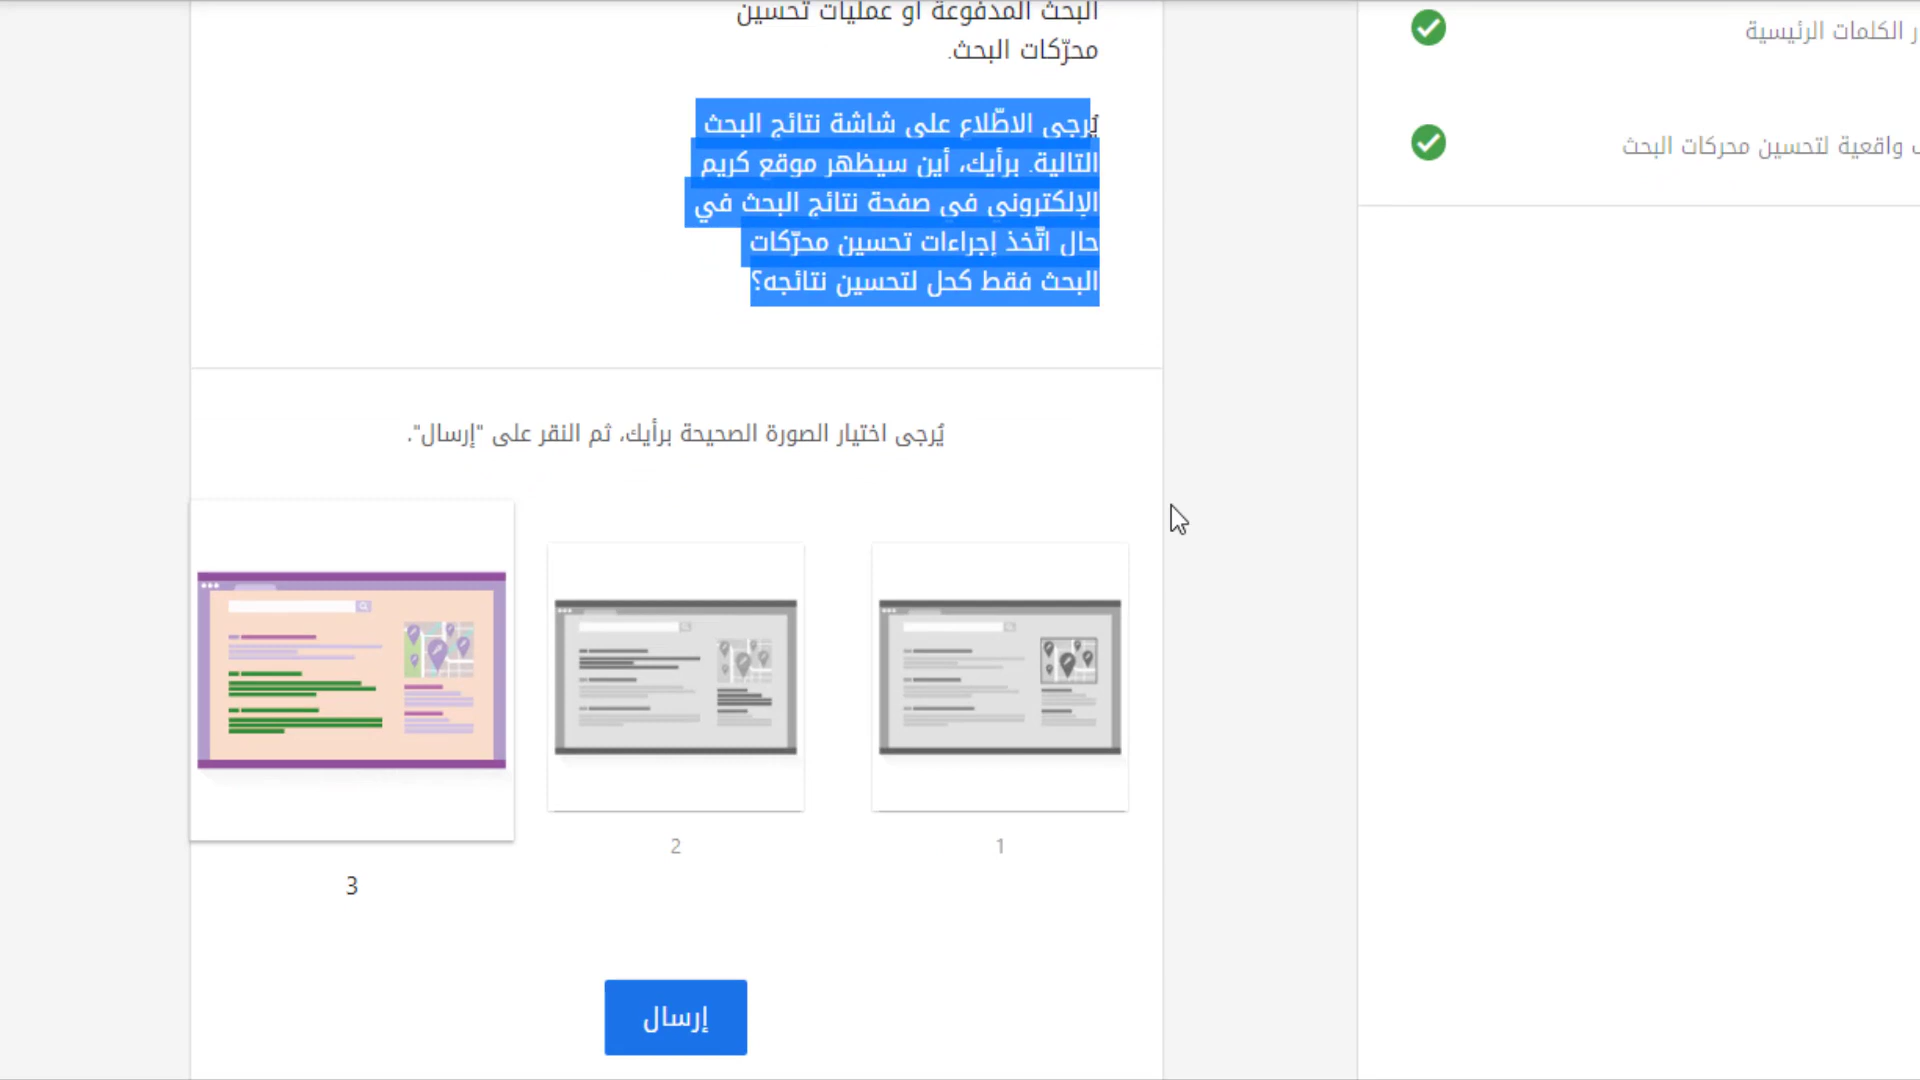 البحث المدفوعة أو عمليات تحسين
محرّكات البحث.
يُرجى الاطّلاع على شاشة نتائج البحث
التالية. برأيك، أين سيظهر موقع كريم
الإلكتروني في صفحة نتائج البحث في
حال اتّخذ إجراءات تحسين محرّكات
البحث فقط كحل لتحسين نتائجه؟
يُرجى اختيار الصورة الصحيحة برأيك، ثم النقر على "إرسال".
1
2
3
إرسال
الكلمات الرئيسية
واقعية لتحسين محركات البحث